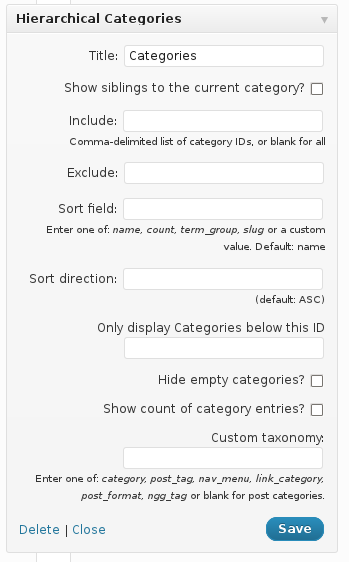 Hierarchical Categories
Title: Categories
Show siblings to the current category?
Include:
Comma-delimited list of category IDs, or blank for all
Exclude:
Sort field:
Enter one of: name, count, term_group, slug or a custom
value. Default: name
Sort direction:
(default: ASC)
Only display Categories below this ID
Hide empty categories?
Show count of category entries?
Custom taxonomy:
Enter one of: category, post_tag, nav_menu, link_category,
post_format, ngg_tag or blank for post categories.
Delete | Close Save